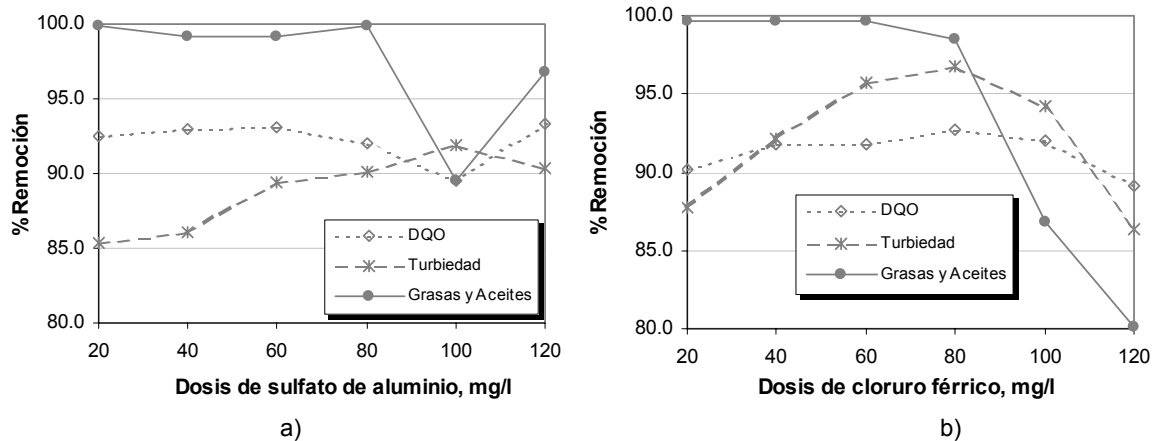 100.0
95.0
90.0
85.0
80.0
% Remoción
DQO
Turbiedad
Grasas y Aceites
20 40 60 80 100 120
Dosis de sulfato de aluminio, mg/l
a)
100.0
95.0
90.0
85.0
80.0
% Remoción
DQO
Turbiedad
Grasas y Aceites
20 40 60 80 100 120
Dosis de cloruro férrico, mg/l
b)